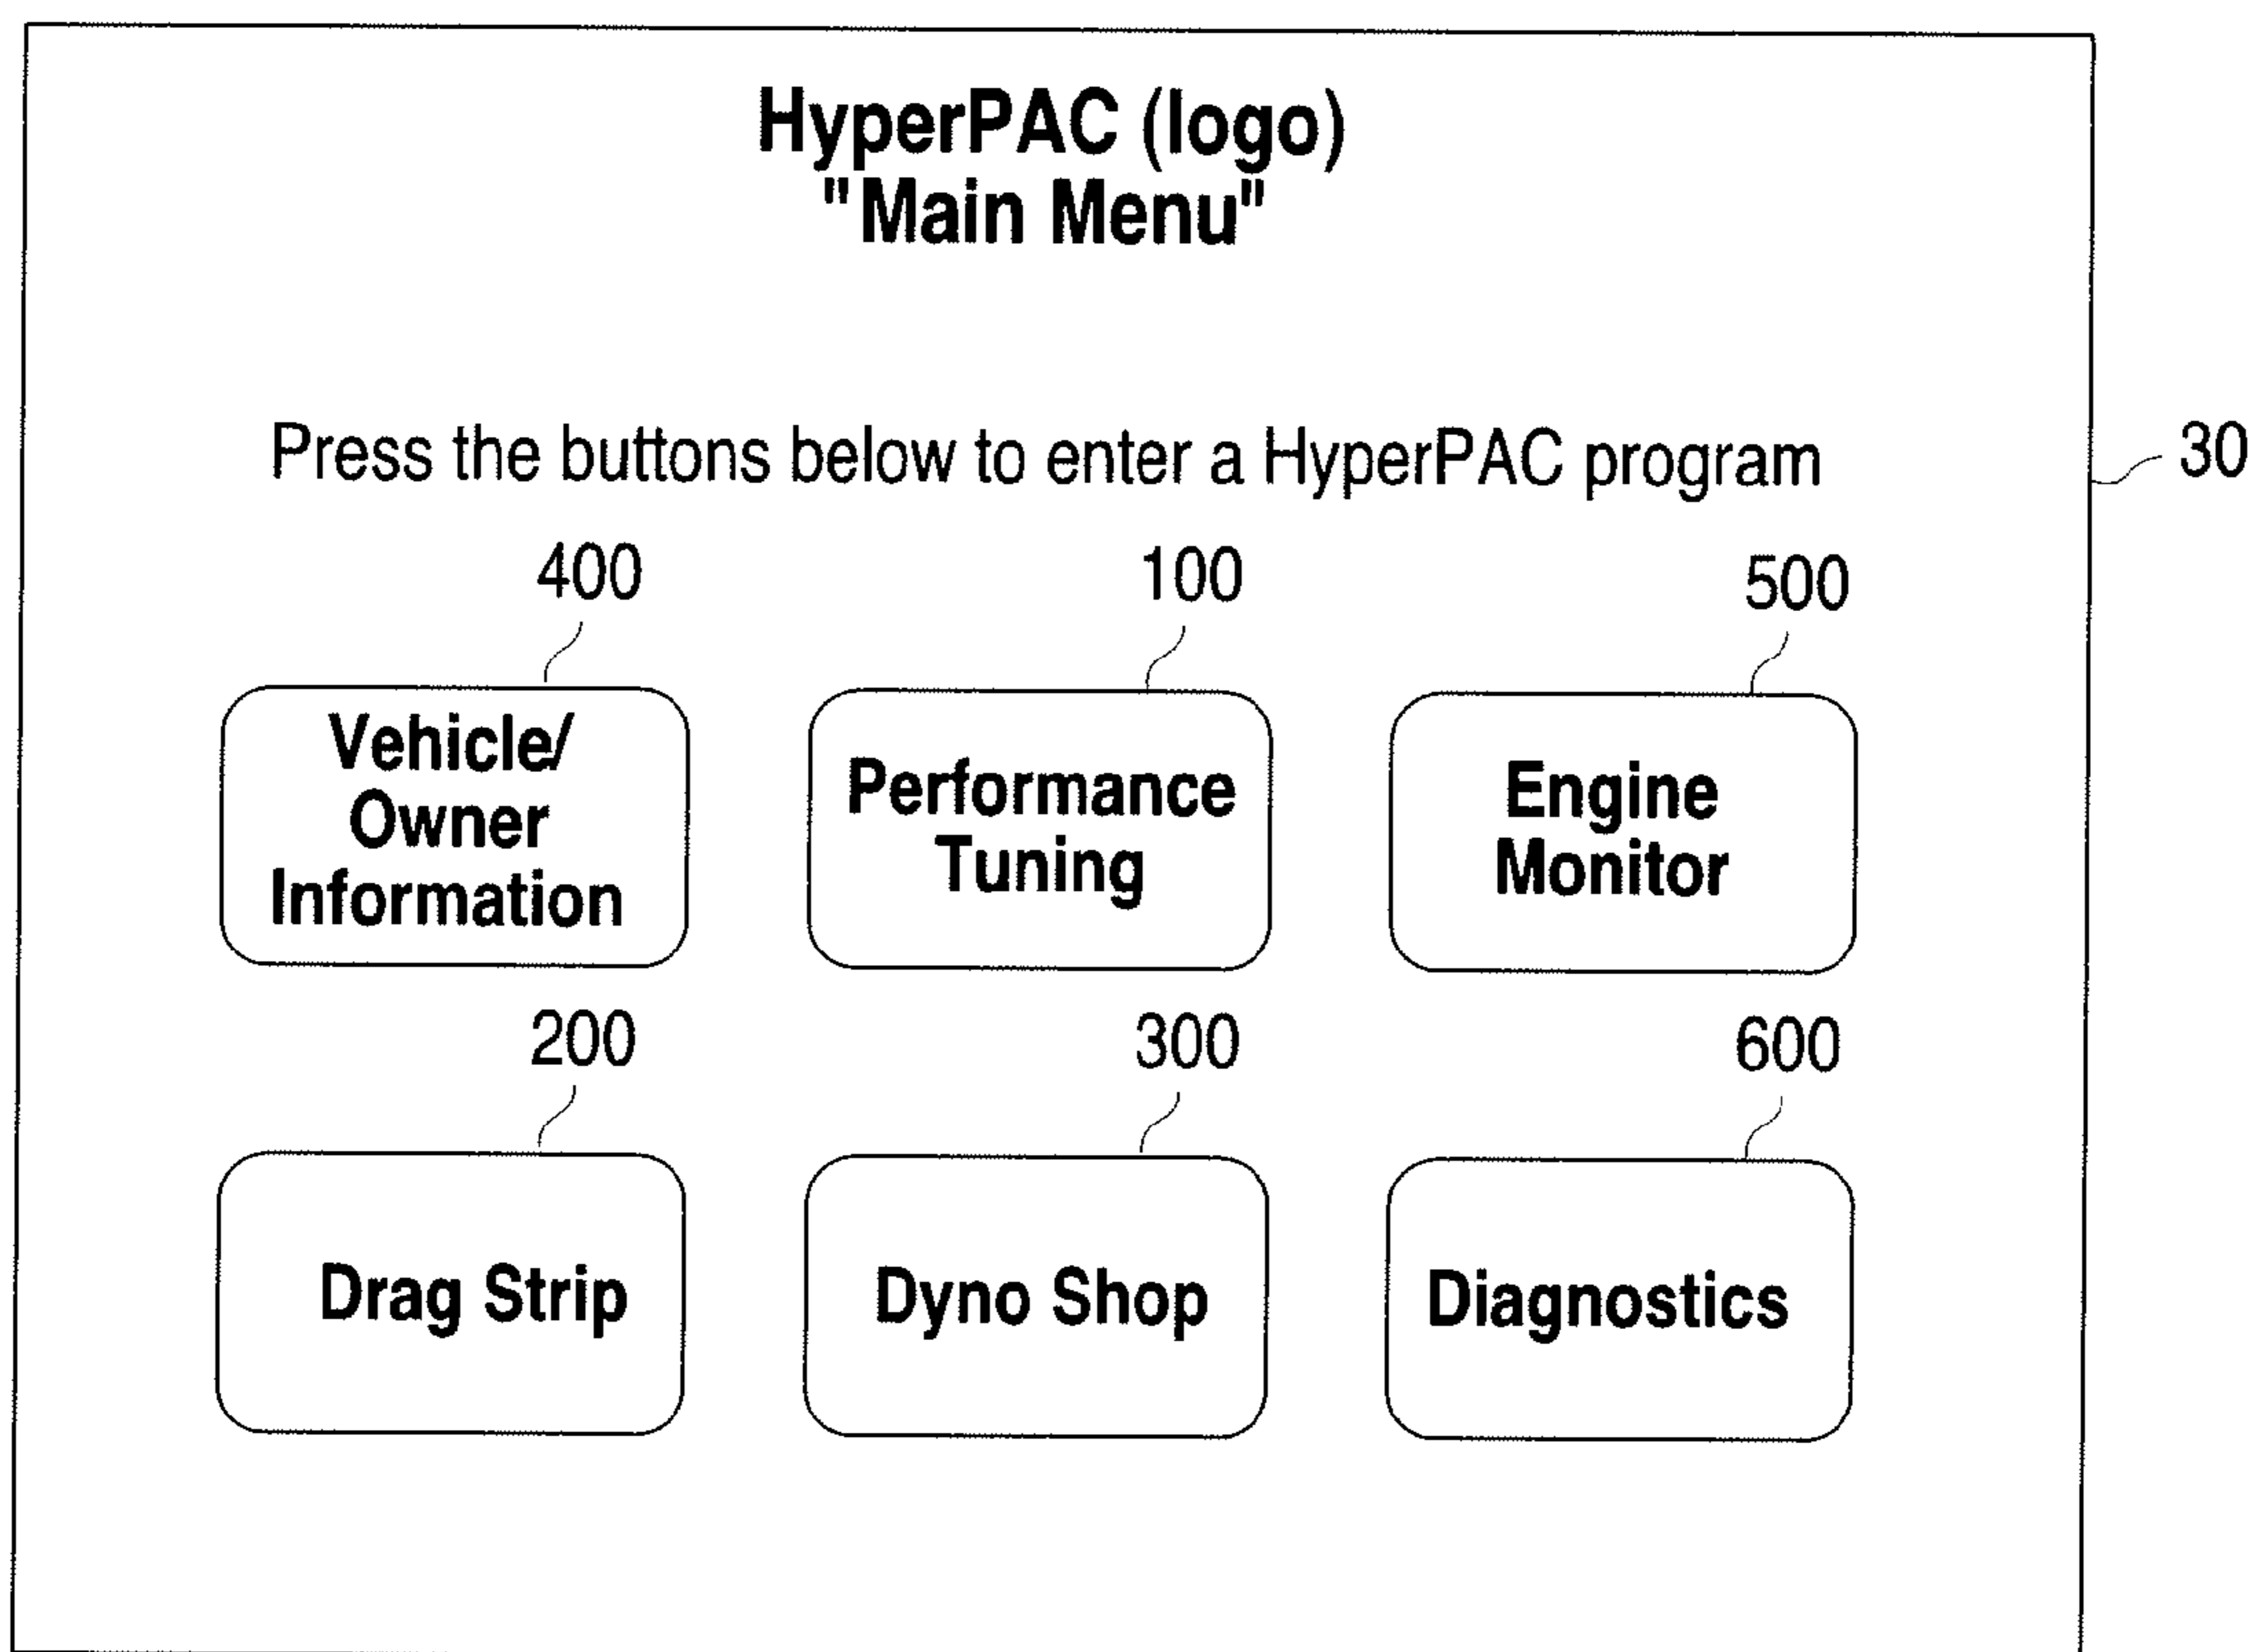 HyperPAC (logo)
"Main Menu"
Press the buttons below to enter a HyperPAC program
30
400
100
500
Vehicle/
Owner
Information
Performance
Tuning
Engine
Monitor
200
300
600
Drag Strip
Dyno Shop
Diagnostics